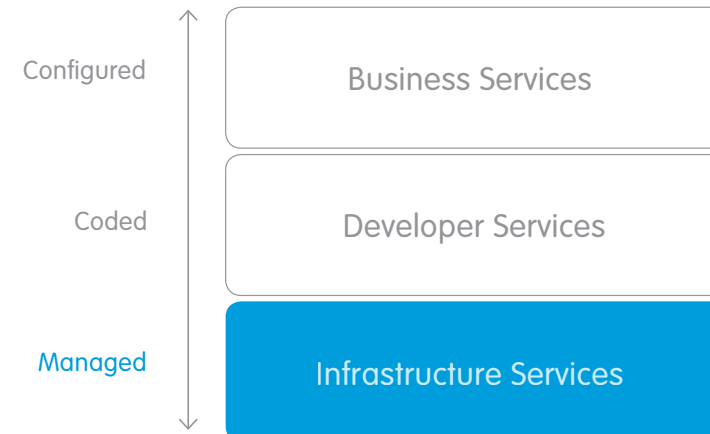 Configured
Business Services
Coded
Developer Services
Managed
Infrastructure Services